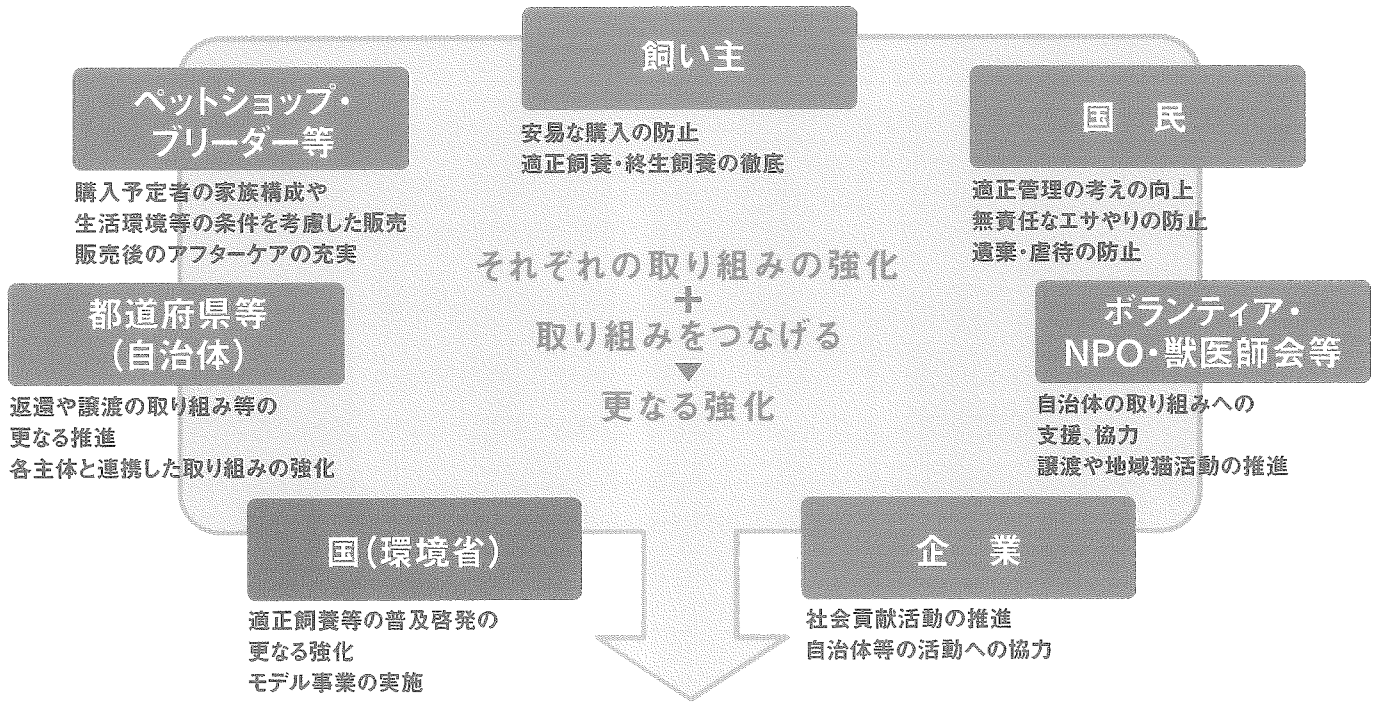 飼い主
安易な購入の防止
適正飼養・終生飼養の徹底
ペットショップ・
ブリーダー等
購入予定者の家族構成や
生活環境等の条件を考慮した販売
販売後のアフターケアの充実
国　民
適正管理の考えの向上
無責任なエサやりの防止
遺棄・虐待の防止
それぞれの取り組みの強化
+
取り組みをつなげる
▼
更なる強化
都道府県等
(自治体)
返還や譲渡の取り組み等の
更なる推進
各主体と連携した取り組みの強化
ボランティア・
NPO・獣医師会等
自治体の取り組みへの
支援、協力
譲渡や地域猫活動の推進
国(環境省)
適正飼養等の普及啓発の
更なる強化
モデル事業の実施
企　業
社会貢献活動の推進
自治体等の活動への協力